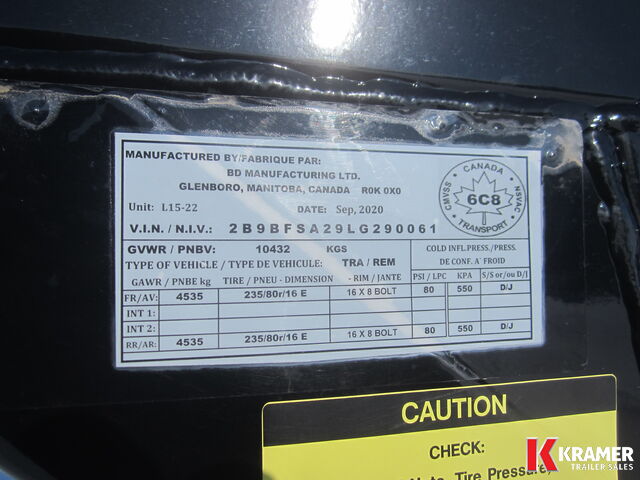 MANUFACTURED BY/FABRIQUE PAR:
BD MANUFACTURING LTD.
GLENBORO, MANITOBA, CANADA R0K 0X0
Unit: L15-22 DATE: Sep, 2020
V.I.N. / N.I.V.: 2B9BFSA29LG290061
CANADA
CMVSS 6C8 NSVAC
TRANSPORT
GVWR / PNBV: 10432 KGS
TYPE OF VEHICLE / TYPE DE VEHICULE: TRA / REM
COLD INFL.PRESS./PRESS.
DE CONF. A' FROID
GAWR / PNBE kg TIRE / PNEU - DIMENSION - RIM / JANTE PSI / LPC KPA S/S or/ou D/J
FR/AV: 4535 235/80r/16 E 16 X 8 BOLT 80 550 D/J
INT 1:
INT 2:
RR/AR: 4535 235/80r/16 E 16 X 8 BOLT 80 550 D/J
CAUTION
CHECK:
Tire Pressure,
K KRAMER
TRAILER SALES